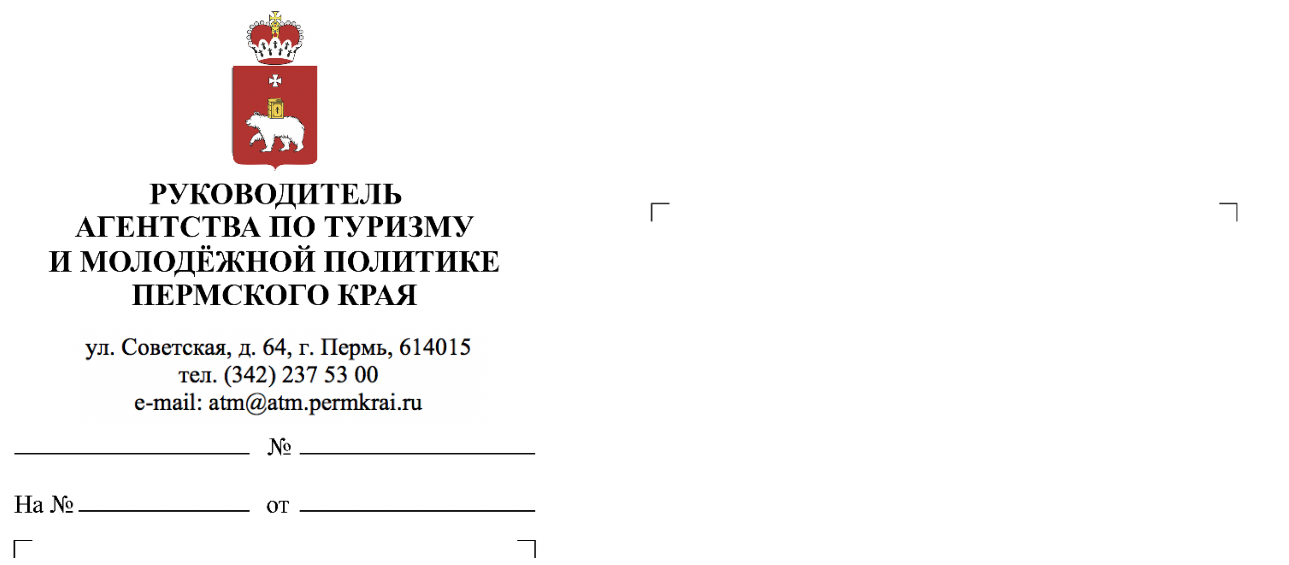 РУКОВОДИТЕЛЬ
АГЕНТСТВА ПО ТУРИЗМУ
И МОЛОДЁЖНОЙ ПОЛИТИКЕ
ПЕРМСКОГО КРАЯ
ул. Советская, д. 64, г. Пермь, 614015
тел. (342) 237 53 00
e-mail: atm@atm.permkrai.ru
№
На № от